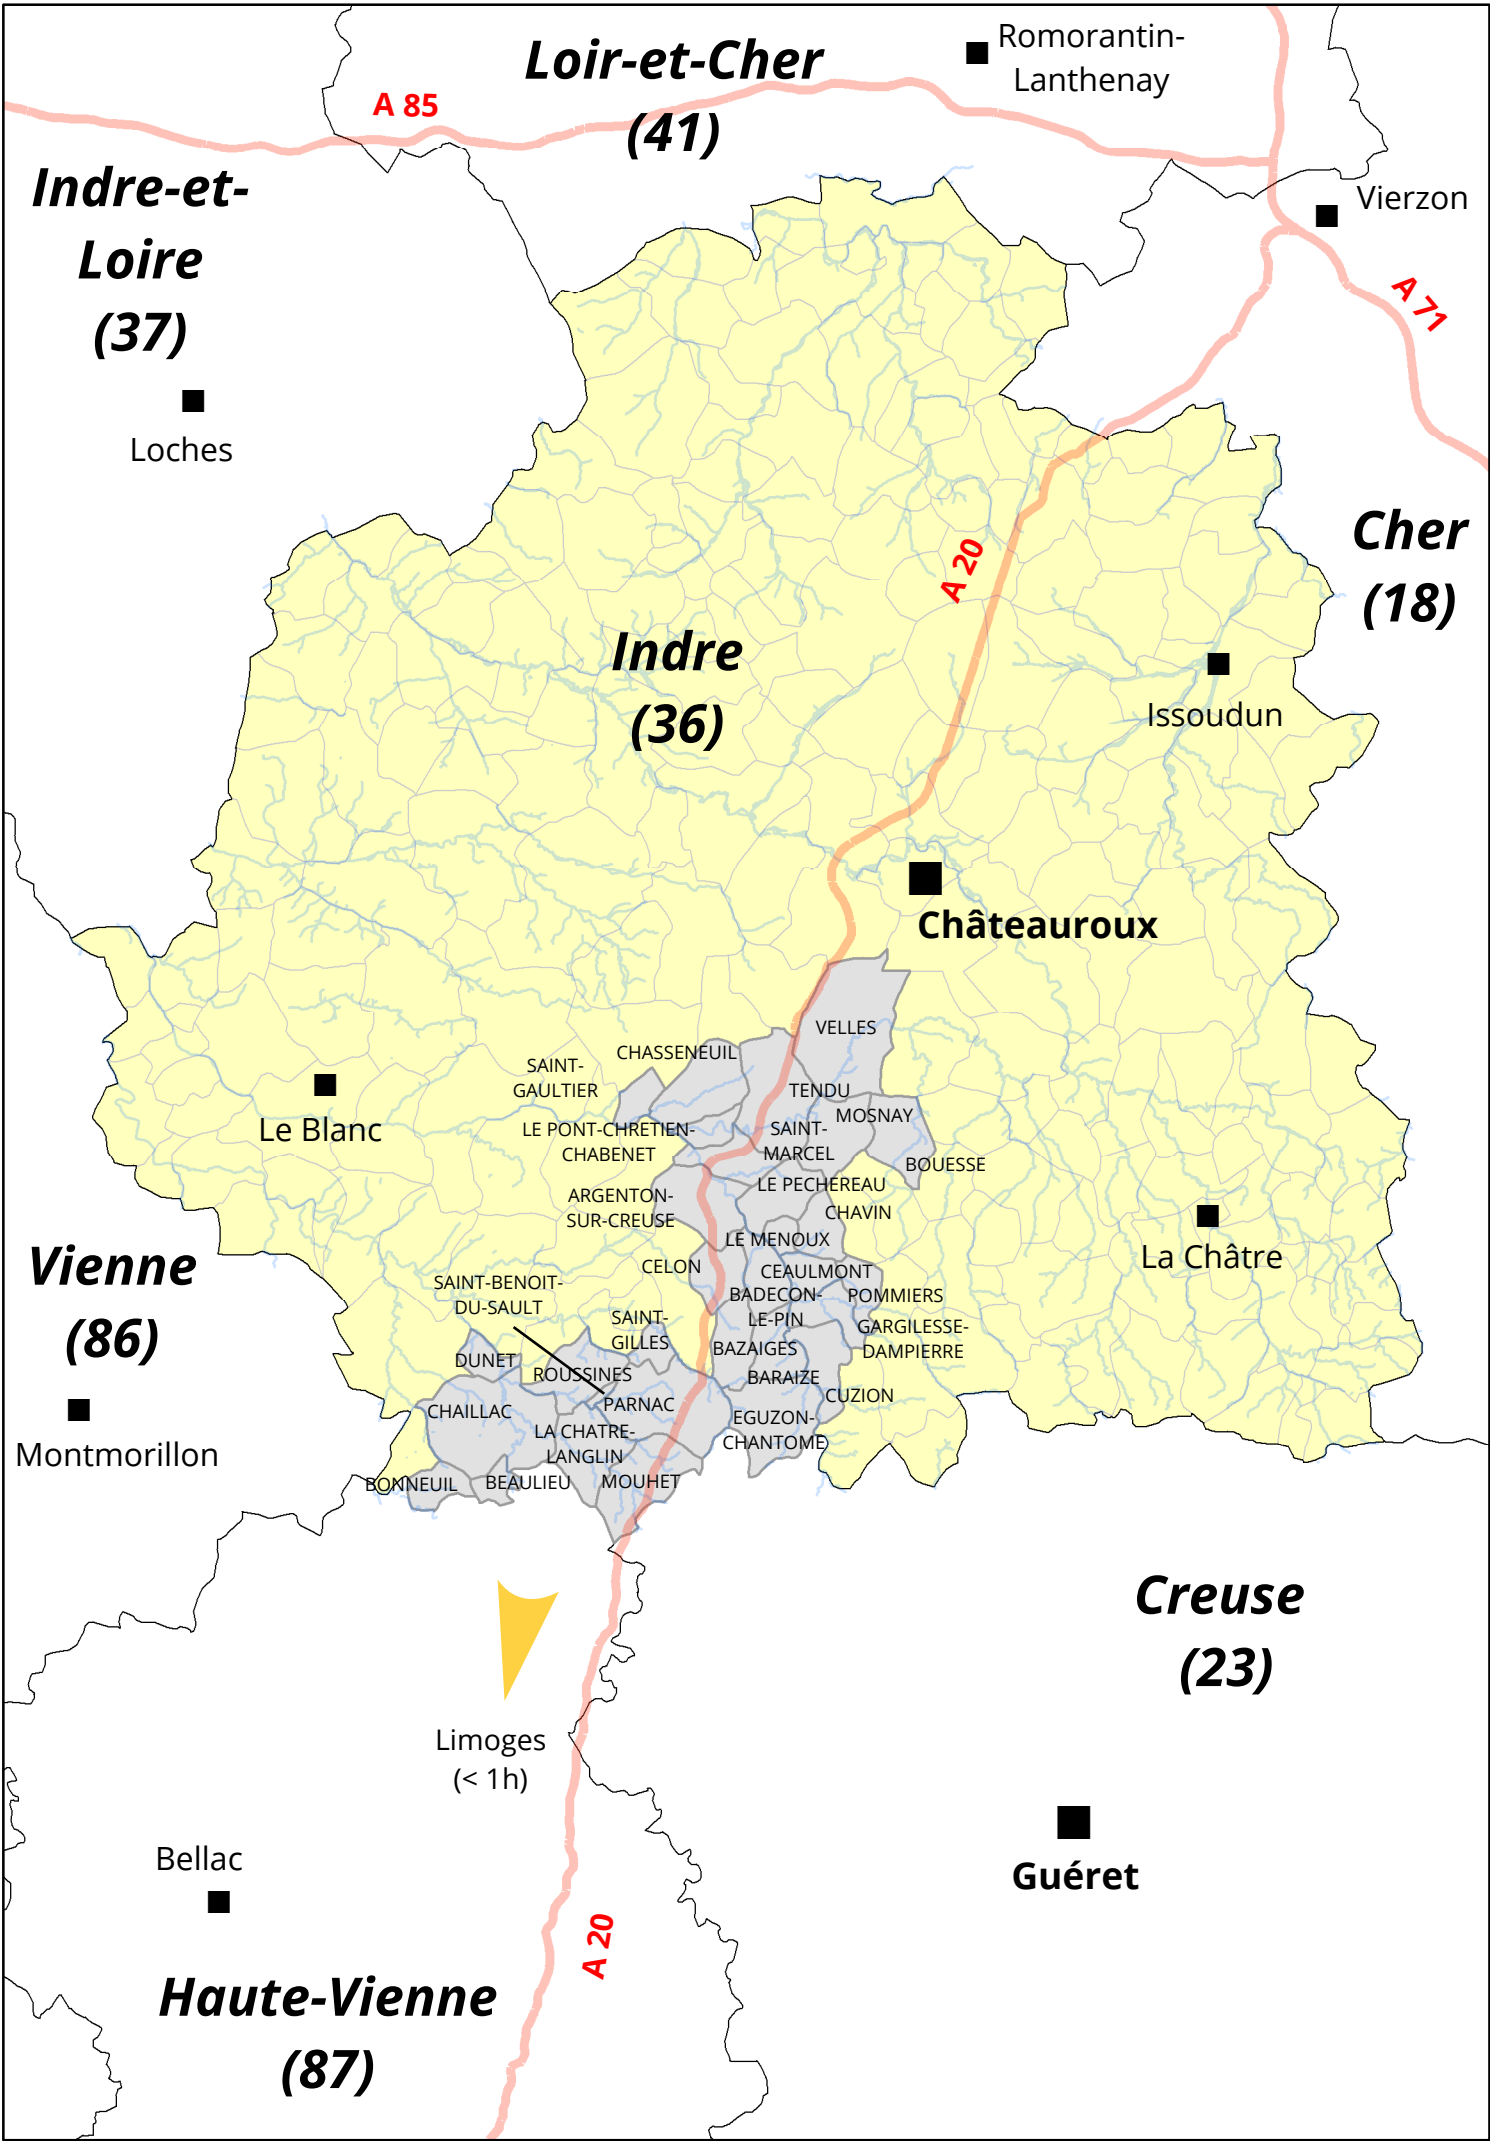 Romorantin-
Lanthenay
Loir-et-Cher
(41)
A 85
Indre-et-
Loire
(37)
Vierzon
A 71
Loches
Cher
(18)
A 20
Indre
(36)
Issoudun
Châteauroux
VELLES
CHASSENEUIL
SAINT-
GAULTIER
TENDU
MOSNAY
Le Blanc
LE PONT-CHRETIEN-
CHABENET
SAINT-
MARCEL
BOUESSE
LE PECHEREAU
ARGENTON-
SUR-CREUSE
CHAVIN
LE MENOUX
La Châtre
Vienne
(86)
CELON
CEAULMONT
SAINT-BENOIT-
DU-SAULT
BADECON-
LE-PIN
POMMIERS
SAINT-
GILLES
GARGILESSE-
DAMPIERRE
BAZAIGES
DUNET
ROUSSINES
BARAIZE
CUZION
PARNAC
CHAILLAC
EGUZON-
CHANTOME
LA CHATRE-
LANGLIN
Montmorillon
BONNEUIL
BEAULIEU
MOUHET
Creuse
(23)
Limoges
(< 1h)
Bellac
Guéret
A 20
Haute-Vienne
(87)